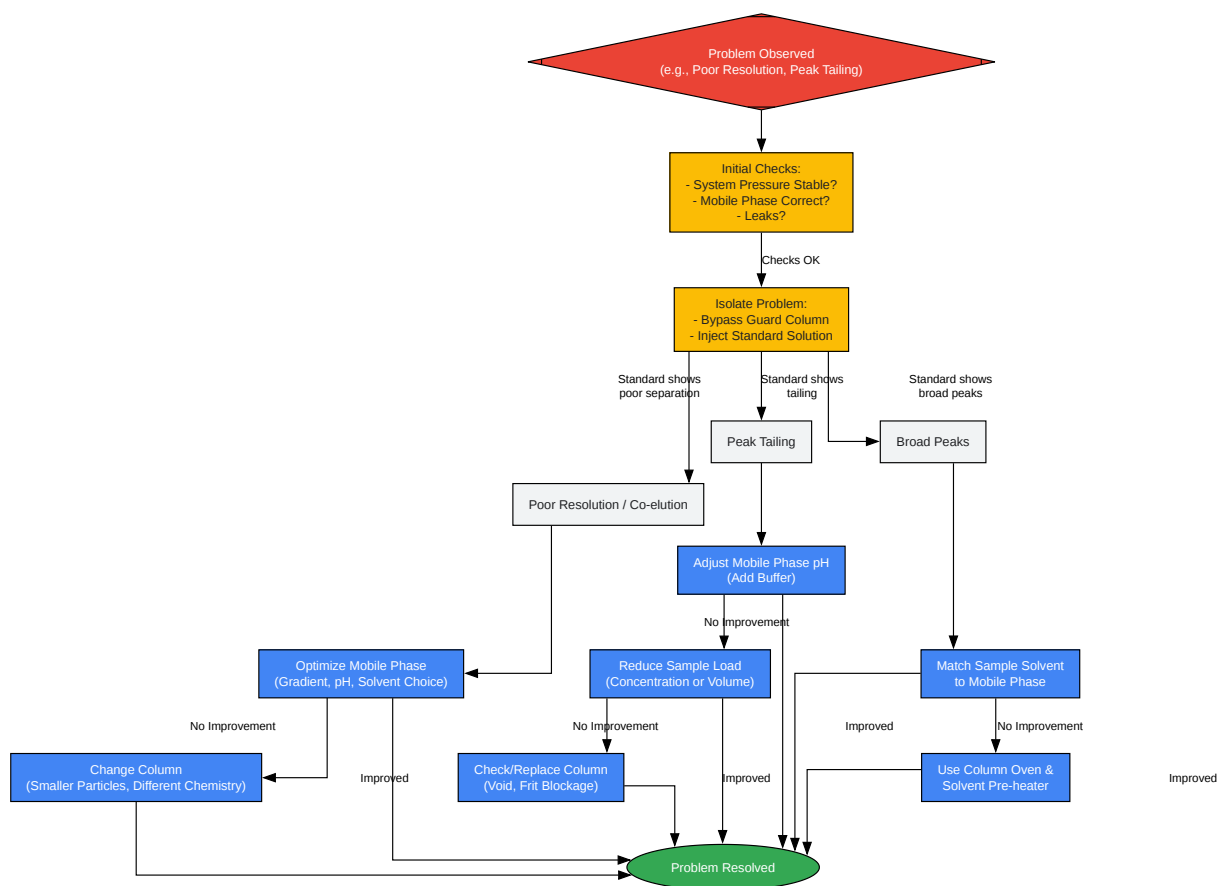 Problem Observed
(e.g., Poor Resolution, Peak Tailing)
Initial Checks:
- System Pressure Stable?
- Mobile Phase Correct?
- Leaks?
Checks OK
Isolate Problem:
- Bypass Guard Column
- Inject Standard Solution
Standard shows
poor separation
Standard shows
tailing
Standard shows
broad peaks
Peak Tailing
Broad Peaks
Poor Resolution / Co-elution
Adjust Mobile Phase pH
(Add Buffer)
No Improvement
Optimize Mobile Phase
(Gradient, pH, Solvent Choice)
Reduce Sample Load
(Concentration or Volume)
Match Sample Solvent
to Mobile Phase
No Improvement
No Improvement
Improved
No Improvement
Change Column
(Smaller Particles, Different Chemistry)
Improved
Check/Replace Column
(Void, Frit Blockage)
Improved
Use Column Oven &
Solvent Pre-heater
Improved
Problem Resolved